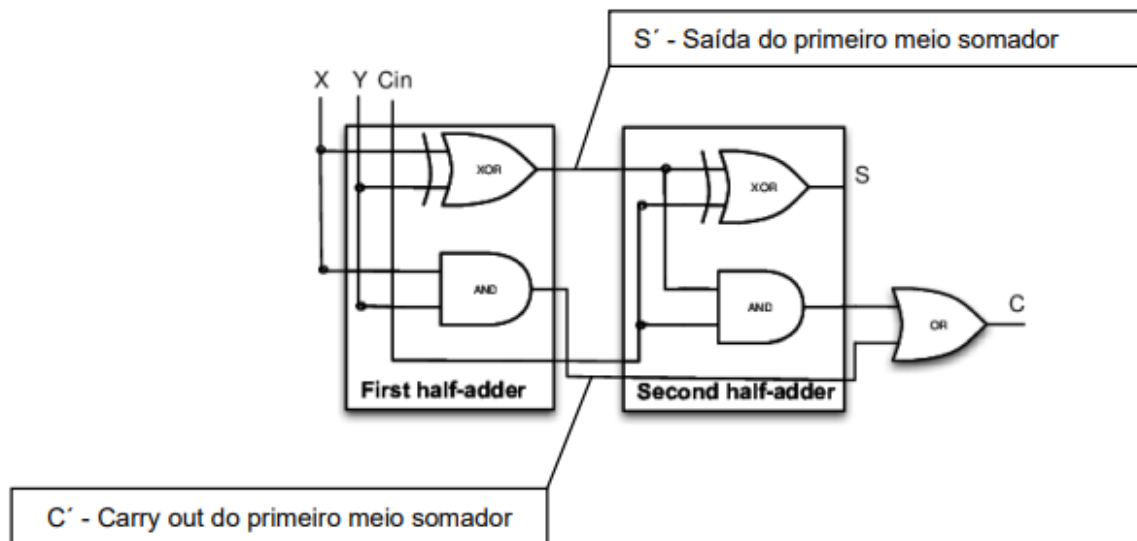 S´ - Saída do primeiro meio somador
X Y Cin
XOR
XOR
S
AND
AND
OR
C
First half-adder
Second half-adder
C´ - Carry out do primeiro meio somador